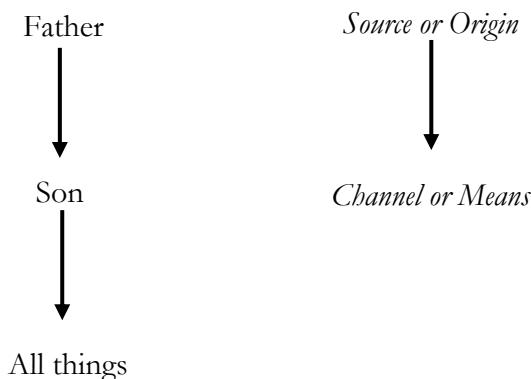 Father
Source or Origin
Son
Channel or Means
All things